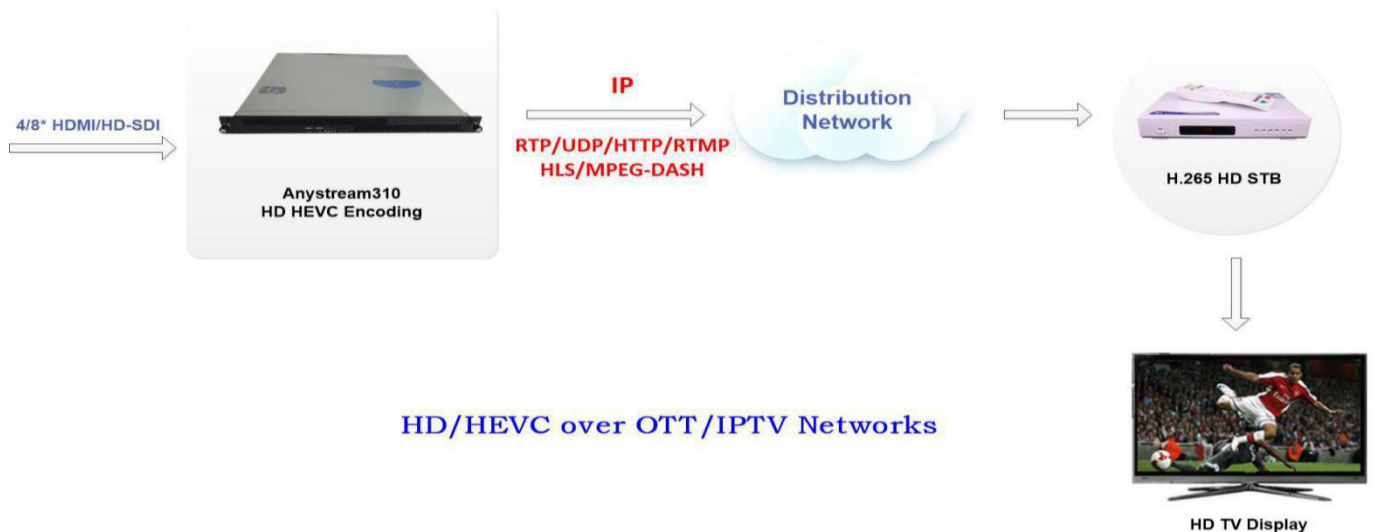 4/8* HDMI/HD-SDI
Anystream310
HD HEVC Encoding
IP
RTP/UDP/HTTP/RTMP
HLS/MPEG-DASH
Distribution
Network
H.265 HD STB
HD/HEVC over OTT/IPTV Networks
HD TV Display